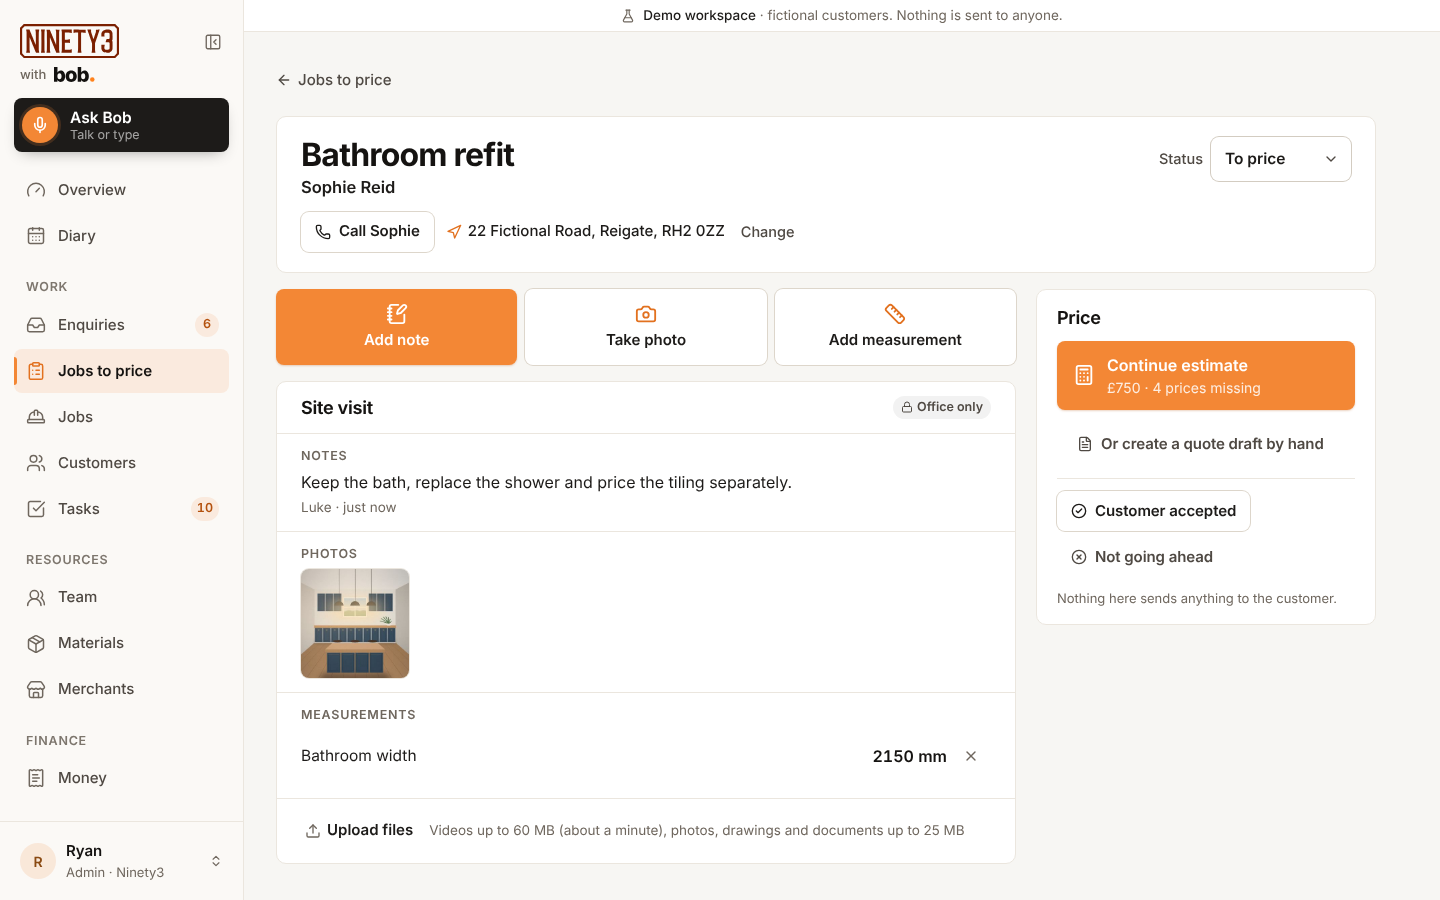 Demo workspace · fictional customers. Nothing is sent to anyone.
NINETY3
with bob.
Ask Bob
Talk or type
Overview
Diary
WORK
Enquiries 6
Jobs to price
Jobs
Customers
Tasks 10
RESOURCES
Team
Materials
Merchants
FINANCE
Money
R
Ryan
Admin · Ninety3
Jobs to price
Bathroom refit
Sophie Reid
Call Sophie 22 Fictional Road, Reigate, RH2 0ZZ Change
Status To price
Add note
Take photo
Add measurement
Site visit
Office only
NOTES
Keep the bath, replace the shower and price the tiling separately.
Luke · just now
PHOTOS
MEASUREMENTS
Bathroom width 2150 mm
Upload files Videos up to 60 MB (about a minute), photos, drawings and documents up to 25 MB
Price
Continue estimate
£750 · 4 prices missing
Or create a quote draft by hand
Customer accepted
Not going ahead
Nothing here sends anything to the customer.